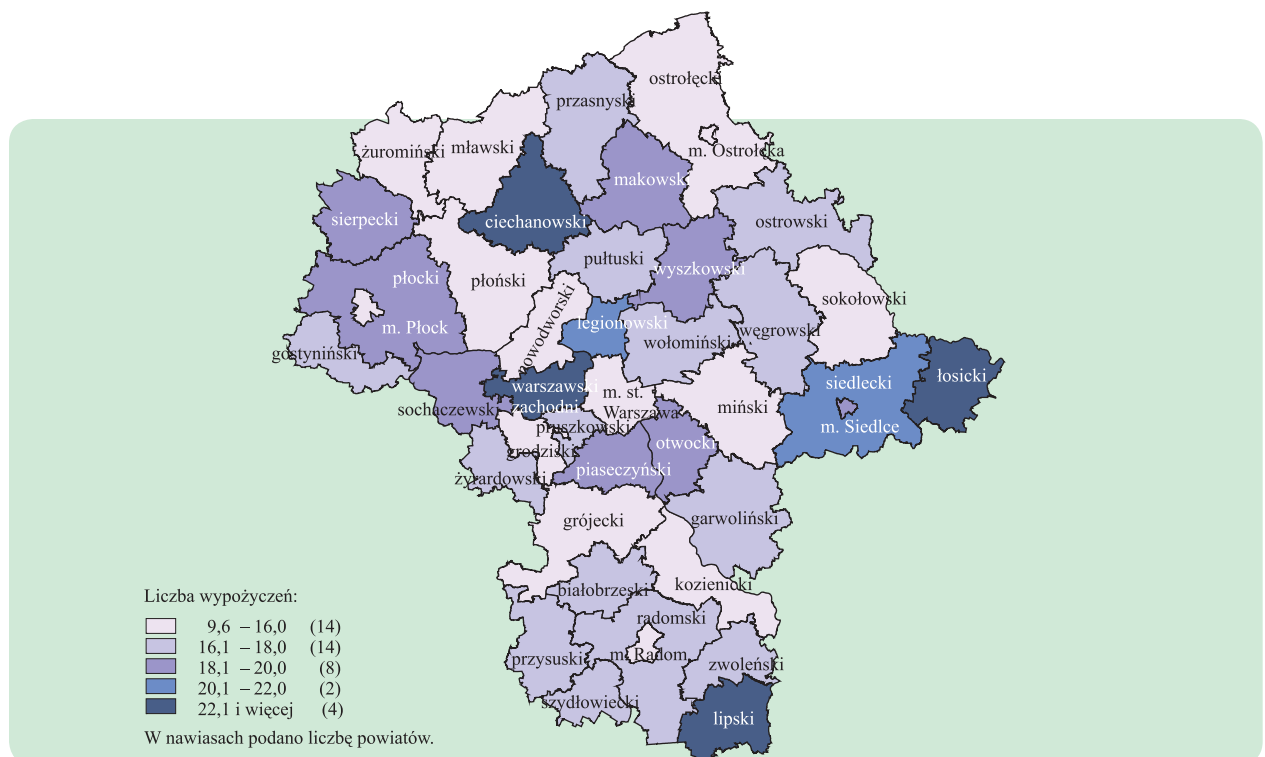 ostrołęcki
przasnyski
mławski
żuromiński
m. Ostrołęka
makowski
sierpecki
ciechanowski
ostrowski
pułtuski
wyszkowski
płocki
płoński
sokołowski
nowodworski
m. Płock
legionowski
węgrowski
wołomiński
gostyniński
łosicki
siedlecki
warszawski
zachodni
m. st.
Warszawa
miński
sochaczewski
pruszkowski
m. Siedlce
otwocki
grodziski
piaseczyński
żyrardowski
grójecki
garwoliński
kozienicki
białobrzeski
radomski
m. Radom
przysuski
zwoleński
szydłowiecki
lipski
Liczba wypożyczeń:
9,6 – 16,0 (14)
16,1 – 18,0 (14)
18,1 – 20,0 (8)
20,1 – 22,0 (2)
22,1 i więcej (4)
W nawiasach podano liczbę powiatów.